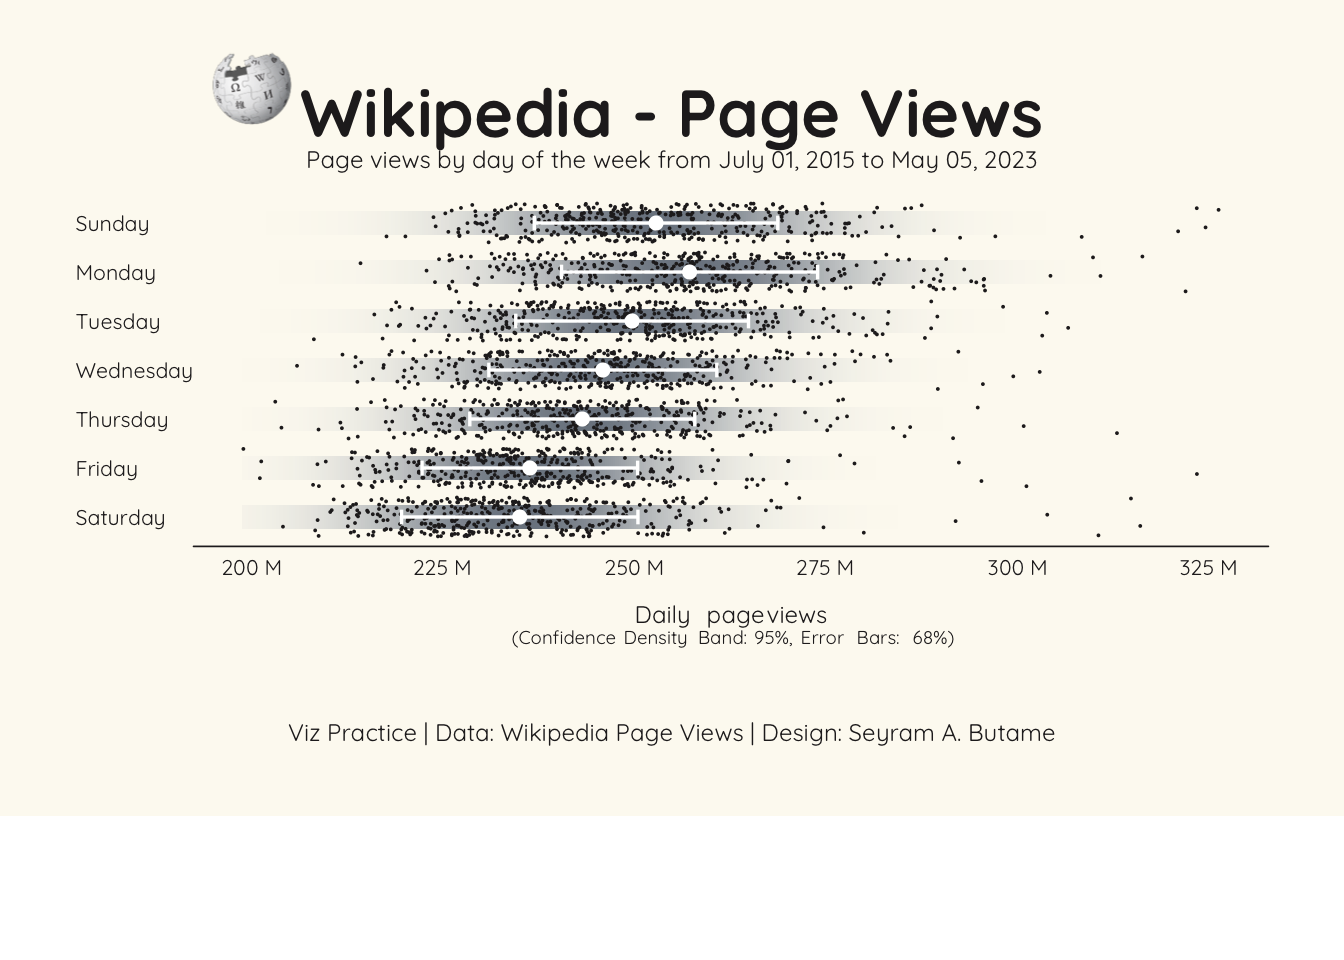 Wikipedia - Page Views
Page views by day of the week from July 01, 2015 to May 05, 2023
Sunday
Monday
Tuesday
Wednesday
Thursday
Friday
Saturday
200 M 225 M 250 M 275 M 300 M 325 M
Daily pageviews
(Confidence Density Band: 95%, Error Bars: 68%)
Viz Practice | Data: Wikipedia Page Views | Design: Seyram A. Butame